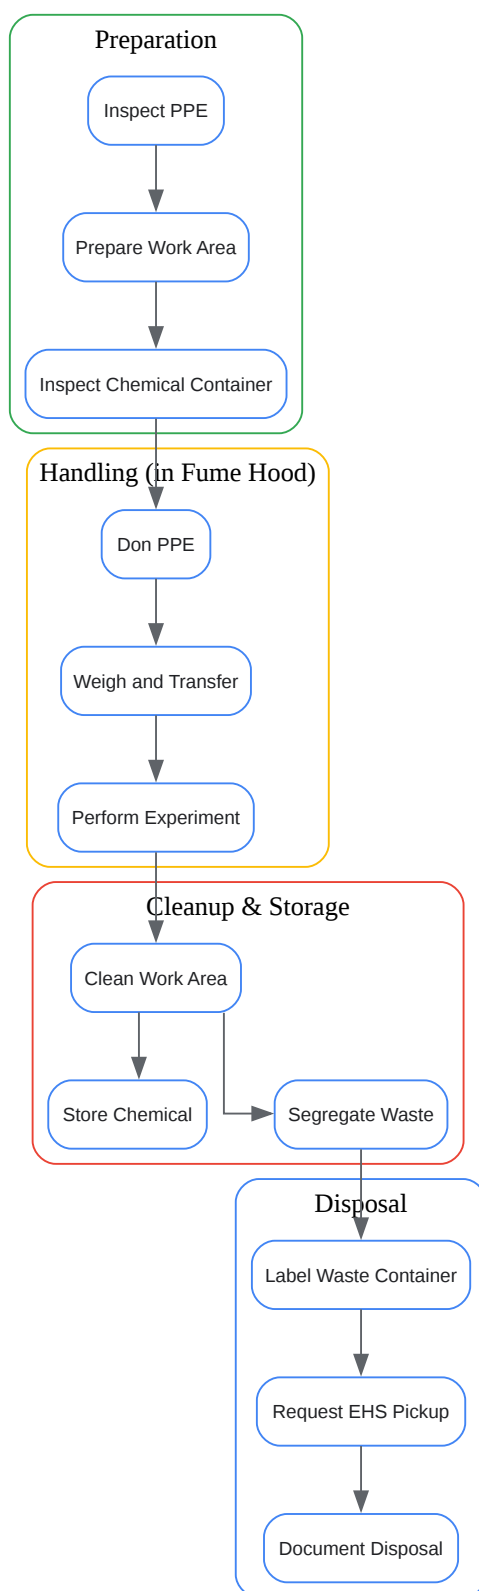 Preparation
Inspect PPE
Prepare Work Area
Inspect Chemical Container
Handling (in Fume Hood)
Don PPE
Weigh and Transfer
Perform Experiment
Cleanup & Storage
Clean Work Area
Store Chemical
Segregate Waste
Disposal
Label Waste Container
Request EHS Pickup
Document Disposal